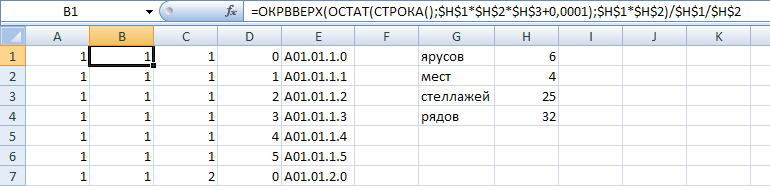 B1 fx =ОКРВВЕРХ(ОСТАТ(СТРОКА();$H$1*$H$2*$H$3+0,0001);$H$1*$H$2)/$H$1/$H$2
A B C D E F G H I J K
1 1 1 1 0 A01.01.1.0 ярусов 6
2 1 1 1 1 A01.01.1.1 мест 4
3 1 1 1 2 A01.01.1.2 стеллажей 25
4 1 1 1 3 A01.01.1.3 рядов 32
5 1 1 1 4 A01.01.1.4
6 1 1 1 5 A01.01.1.5
7 1 1 2 0 A01.01.2.0